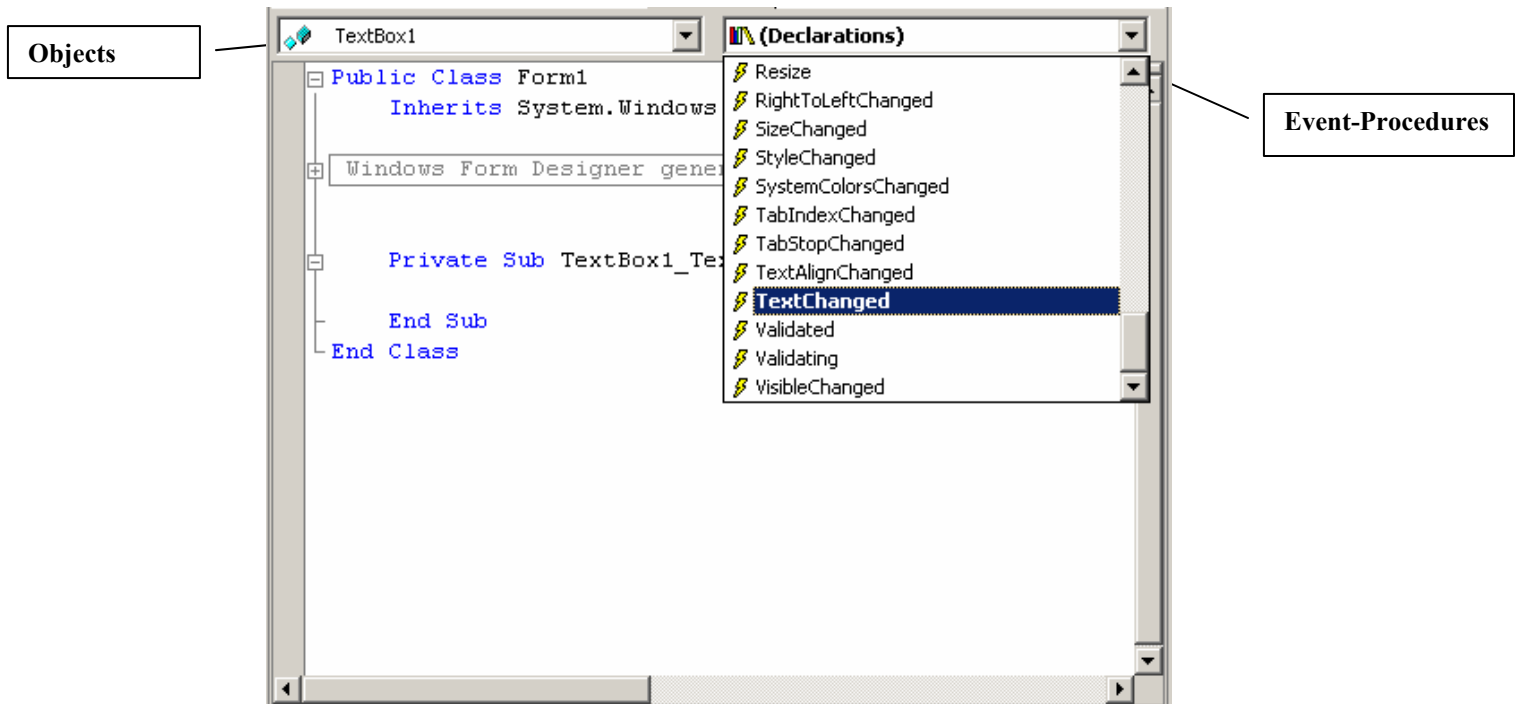 Objects
TextBox1
(Declarations)
Event-Procedures
Public Class Form1
Inherits System.Windows
Windows Form Designer gener
Private Sub TextBox1_Te
End Sub
End Class
Resize
RightToLeftChanged
SizeChanged
StyleChanged
SystemColorsChanged
TabIndexChanged
TabStopChanged
TextAlignChanged
TextChanged
Validated
Validating
VisibleChanged